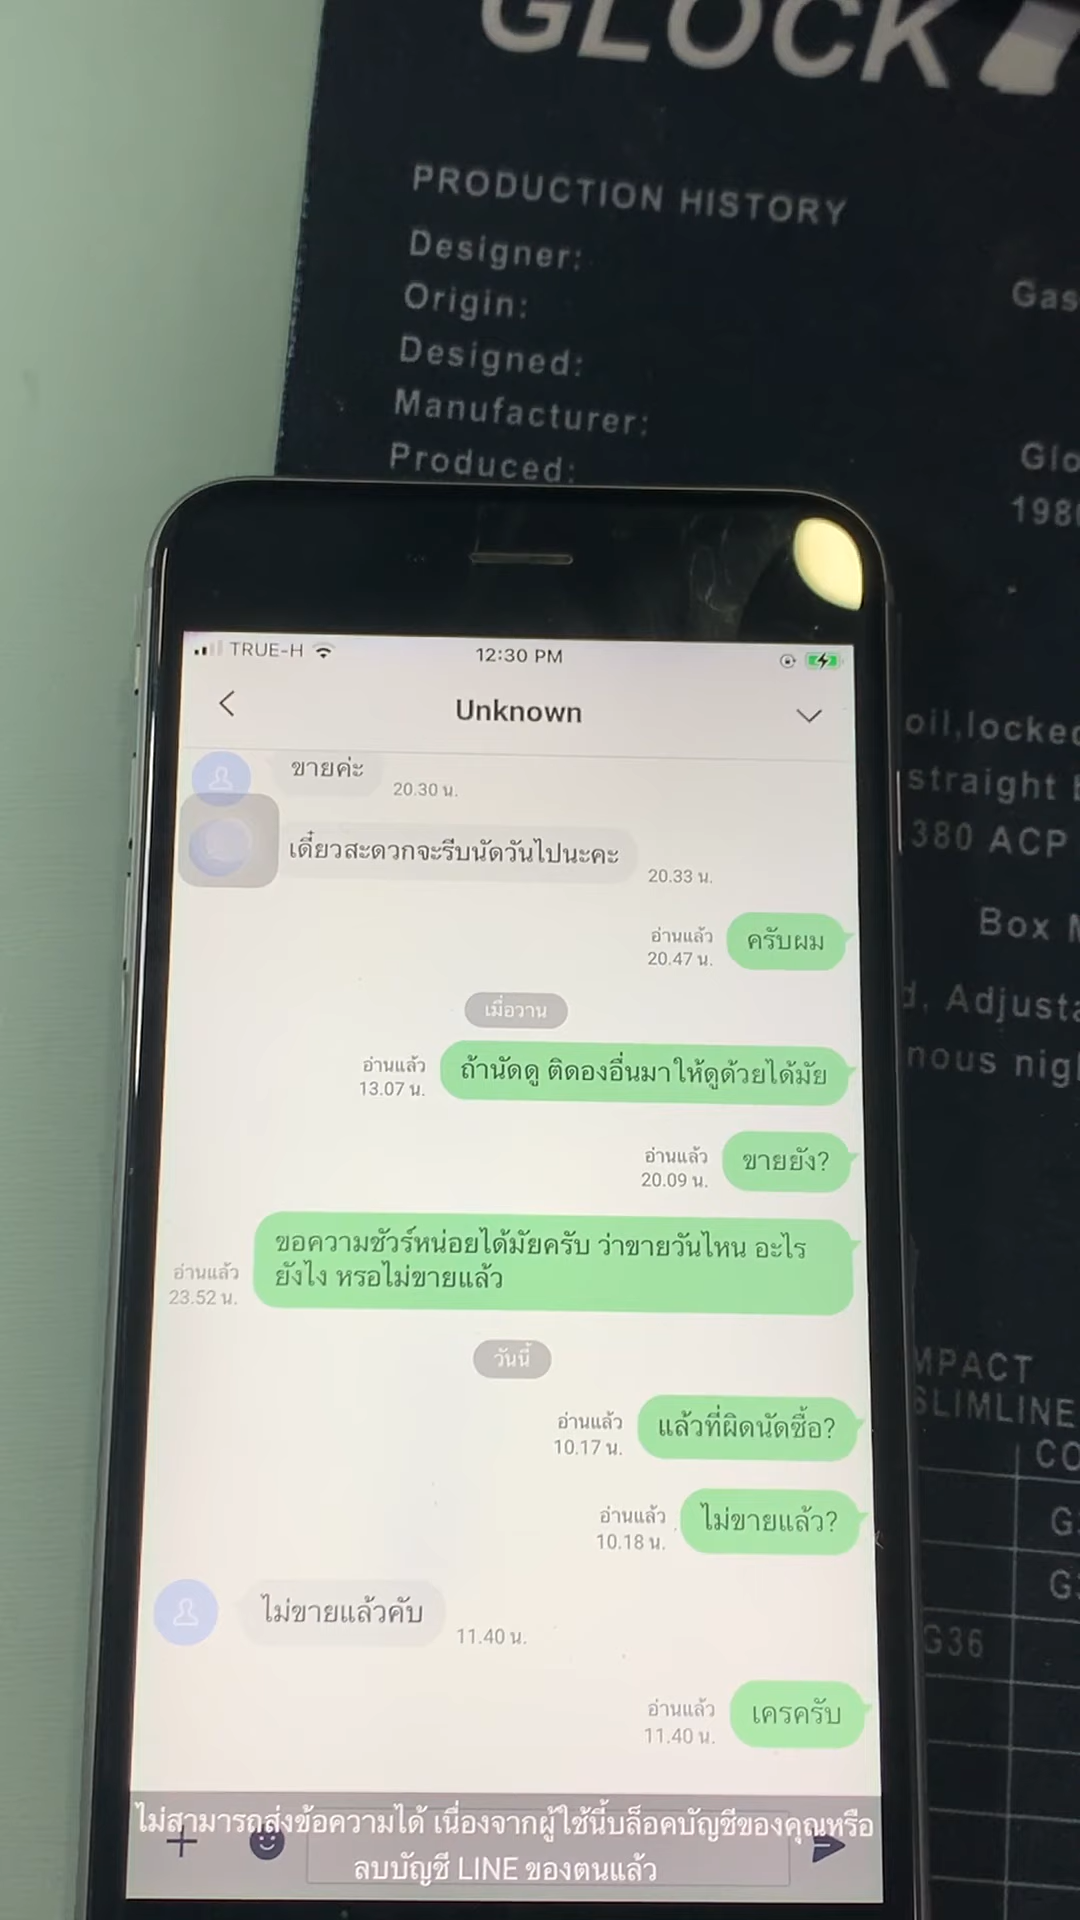 GLOCK
PRODUCTION HISTORY
Designer:
Origin:
Designed:
Manufacturer:
Produced:
TRUE-H
12:30 PM
Unknown
ขายค่ะ
20.30 น.
เดี๋ยวสะดวกจะรีบนัดวันไปนะคะ
20.33 น.
อ่านแล้ว
20.47 น.
ครับผม
เมื่อวาน
อ่านแล้ว
13.07 น.
ถ้านัดดู ติดองอื่นมาให้ดูด้วยได้มัย
อ่านแล้ว
20.09 น.
ขายยัง?
ขอความชัวร์หน่อยได้มัยครับ ว่าขายวันไหน อะไร
ยังไง หรอไม่ขายแล้ว
อ่านแล้ว
23.52 น.
วันนี้
อ่านแล้ว
10.17 น.
แล้วที่ผิดนัดซื้อ?
อ่านแล้ว
10.18 น.
ไม่ขายแล้ว?
ไม่ขายแล้วคับ
11.40 น.
อ่านแล้ว
11.40 น.
เครครับ
ไม่สามารถส่งข้อความได้ เนื่องจากผู้ใช้นี้บล็อคบัญชีของคุณหรือ
ลบบัญชี LINE ของตนแล้ว
oil,locked
straight
380 ACP
Box
Adjusta
SLIMLINE
G36